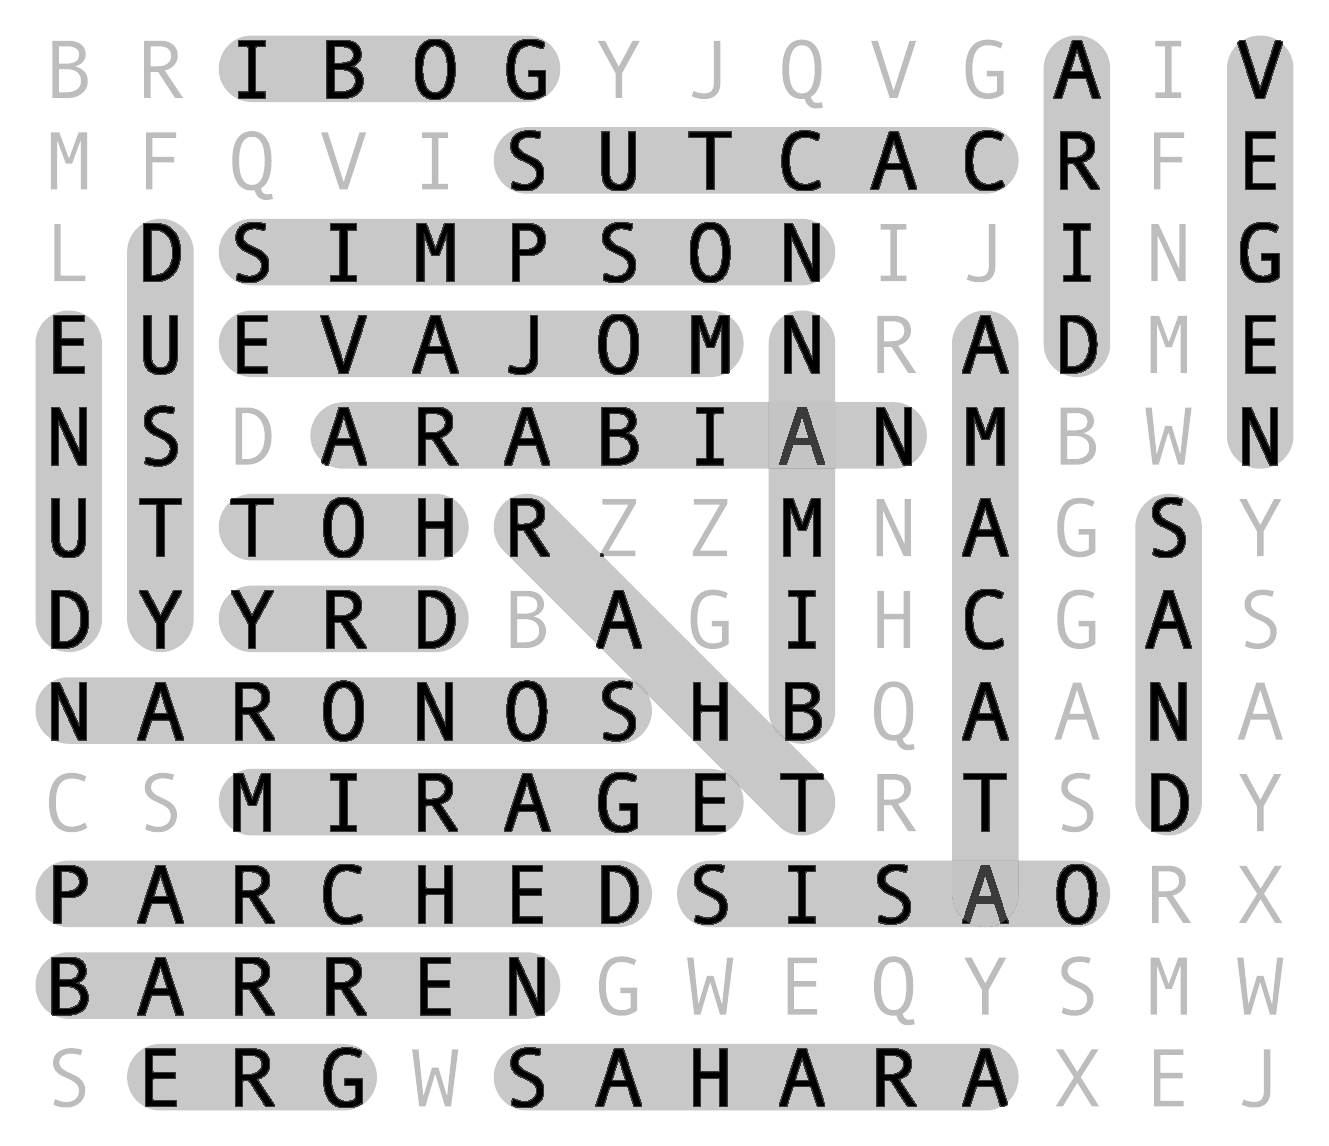 B R I B O G Y J Q V G A I V
M F Q V I S U T C A C R F E
L D S I M P S O N I J I N G
E U E V A J O M N R A D M E
N S D A R A B I A N M B W N
U T T O H R Z Z M N A G S Y
D Y Y R D B A G I H C G A S
N A R O N O S H B Q A A N A
C S M I R A G E T R T S D Y
P A R C H E D S I S A O R X
B A R R E N G W E Q Y S M W
S E R G W S A H A R A X E J